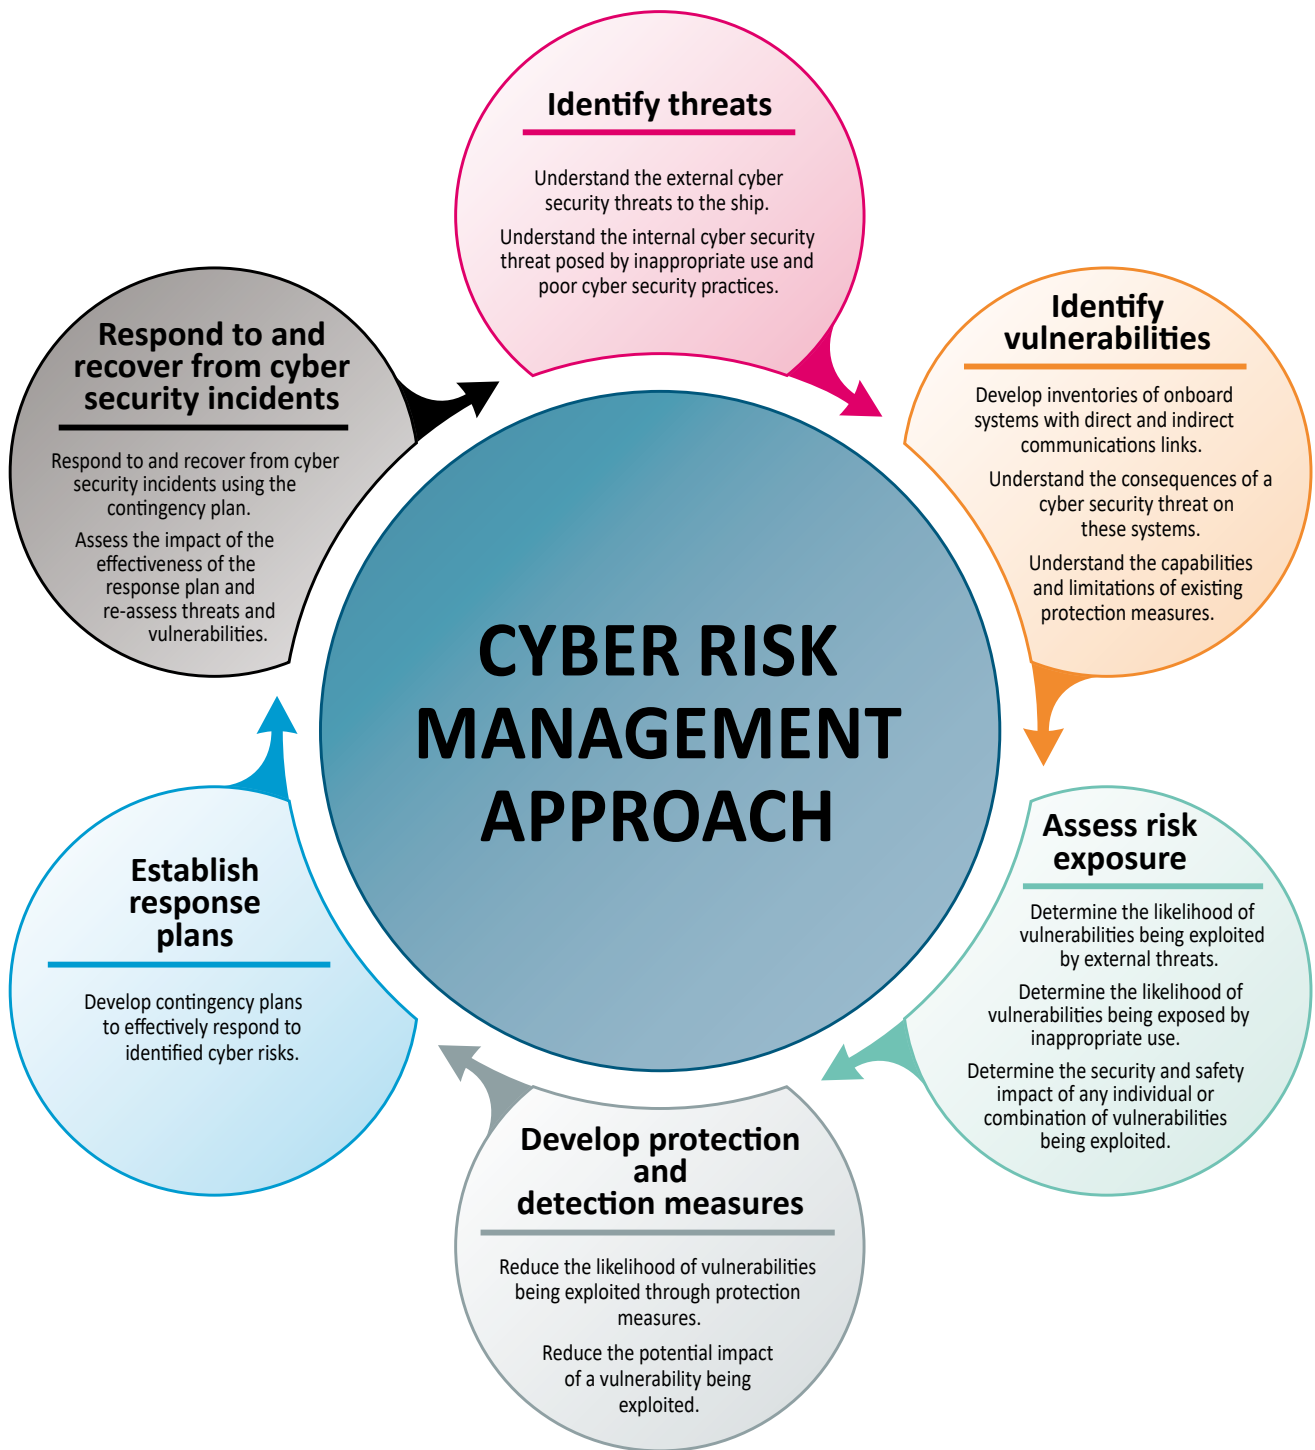 Identify threats
Understand the external cyber
security threats to the ship.
Understand the internal cyber security
threat posed by inappropriate use and
poor cyber security practices.
Identify
vulnerabilities
Develop inventories of onboard
systems with direct and indirect
communications links.
Understand the consequences of a
cyber security threat on
these systems.
Understand the capabilities
and limitations of existing
protection measures.
Assess risk
exposure
Determine the likelihood of
vulnerabilities being exploited
by external threats.
Determine the likelihood of
vulnerabilities being exposed by
inappropriate use.
Determine the security and safety
impact of any individual or
combination of vulnerabilities
being exploited.
Develop protection
and
detection measures
Reduce the likelihood of vulnerabilities
being exploited through protection
measures.
Reduce the potential impact
of a vulnerability being
exploited.
Establish
response
plans
Develop contingency plans
to effectively respond to
identified cyber risks.
Respond to and
recover from cyber
security incidents
Respond to and recover from cyber
security incidents using the
contingency plan.
Assess the impact of the
effectiveness of the
response plan and
re-assess threats and
vulnerabilities.
CYBER RISK
MANAGEMENT
APPROACH